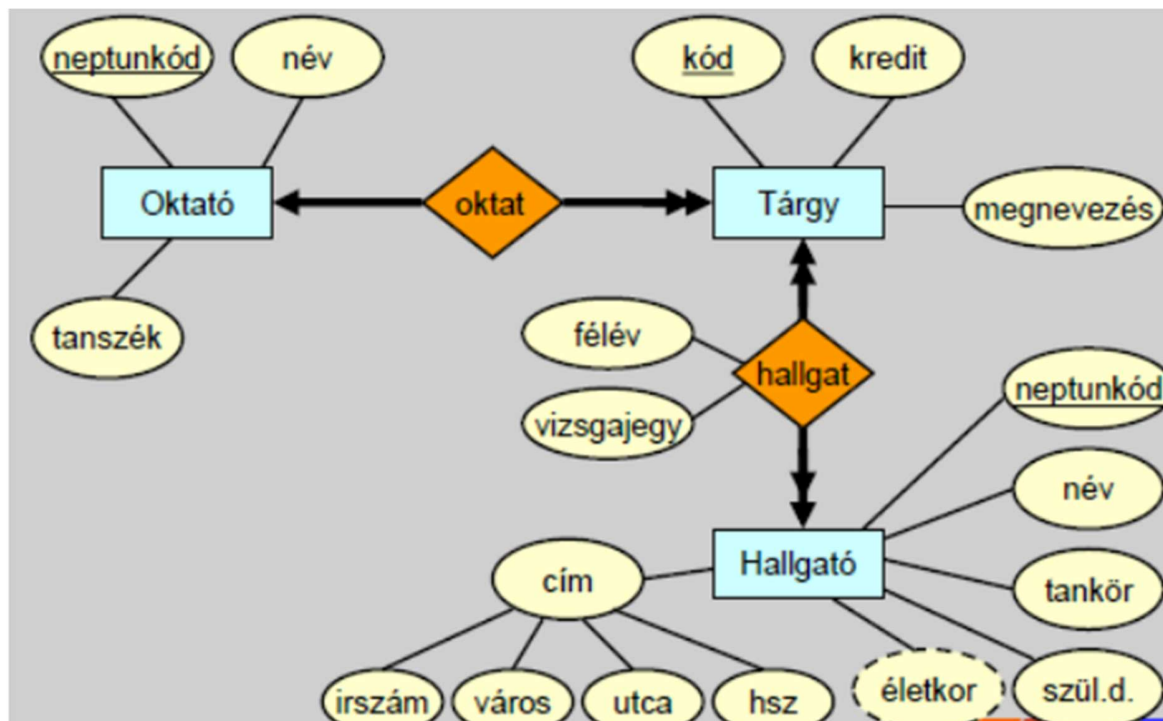 neptunkód
név
kód
kredit
Oktató
oktat
Tárgy
megnevezés
tanszék
félév
hallgat
vizsgajegy
neptunkód
név
Hallgató
cím
tankör
irszám
város
utca
hsz
életkor
szül.d.